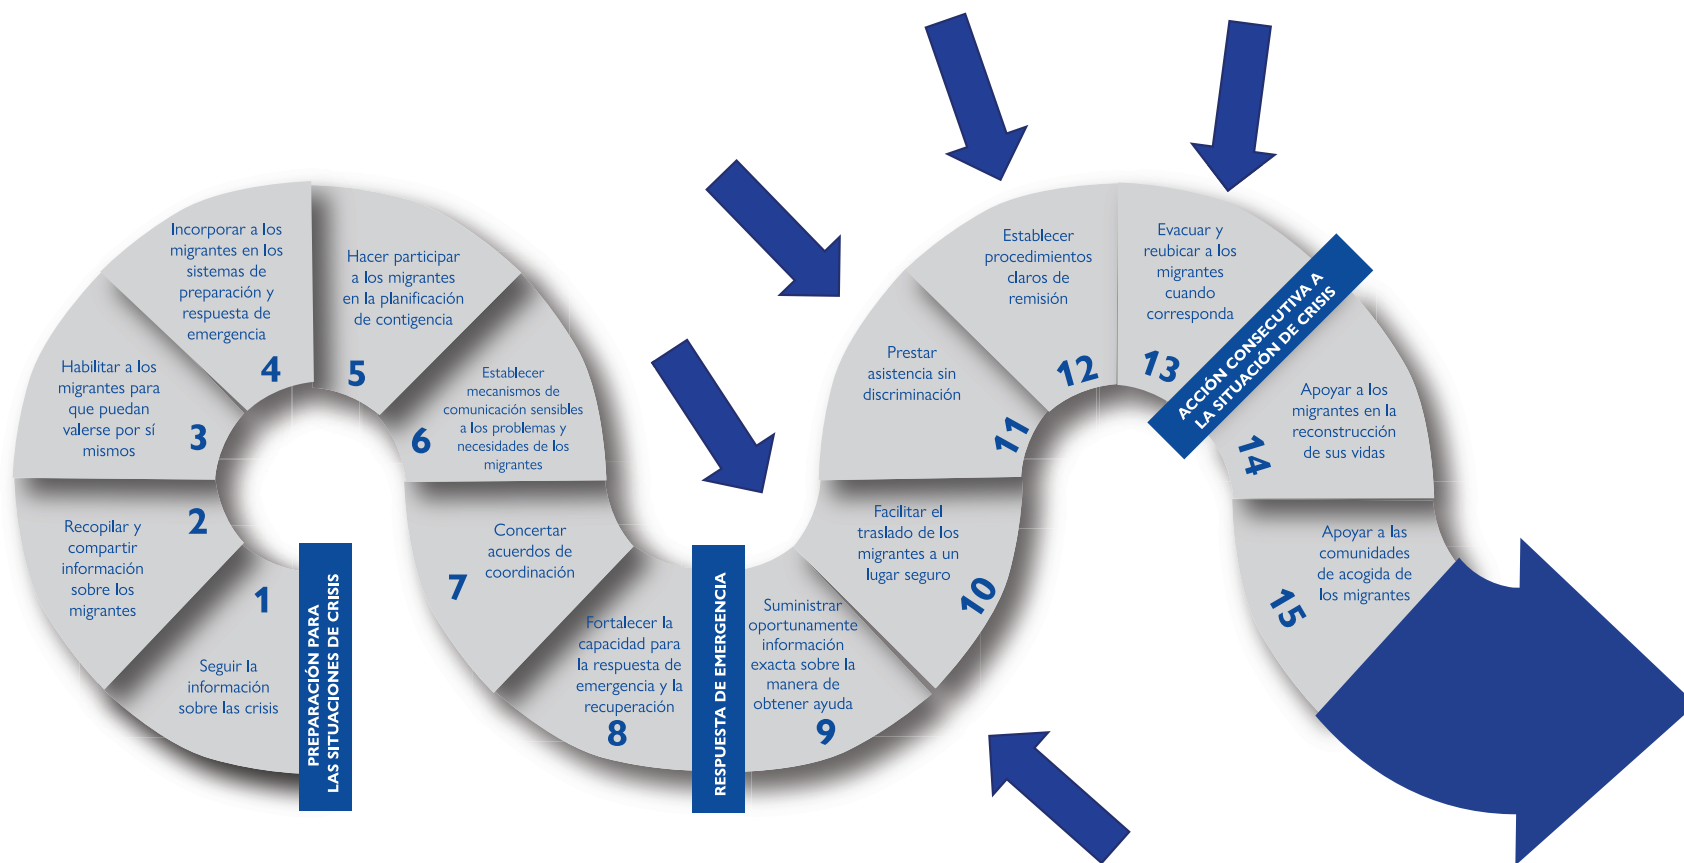 PREPARACIÓN PARA
LAS SITUACIONES DE CRISIS
1
Seguir la
información
sobre las crisis
2
Recopilar y
compartir
información
sobre los
migrantes
3
Habilitar a los
migrantes para
que puedan
valerse por sí
mismos
4
Incorporar a los
migrantes en los
sistemas de
preparación y
respuesta de
emergencia
5
Hacer participar
a los migrantes
en la planificación
de contigencia
6
Establecer
mecanismos de
comunicación sensibles
a los problemas y
necesidades de los
migrantes
7
Concertar
acuerdos de
coordinación
8
Fortalecer la
capacidad para
la respuesta de
emergencia y la
recuperación
RESPUESTA DE EMERGENCIA
9
Suministrar
oportunamente
información
exacta sobre la
manera de
obtener ayuda
10
Facilitar el
traslado de los
migrantes a un
lugar seguro
11
Prestar
asistencia sin
discriminación
12
Establecer
procedimientos
claros de
remisión
13
Evacuar y
reubicar a los
migrantes
cuando
corresponda
ACCIÓN CONSECUTIVA A
LA SITUACIÓN DE CRISIS
14
Apoyar a los
migrantes en la
reconstrucción
de sus vidas
15
Apoyar a las
comunidades
de acogida de
los migrantes